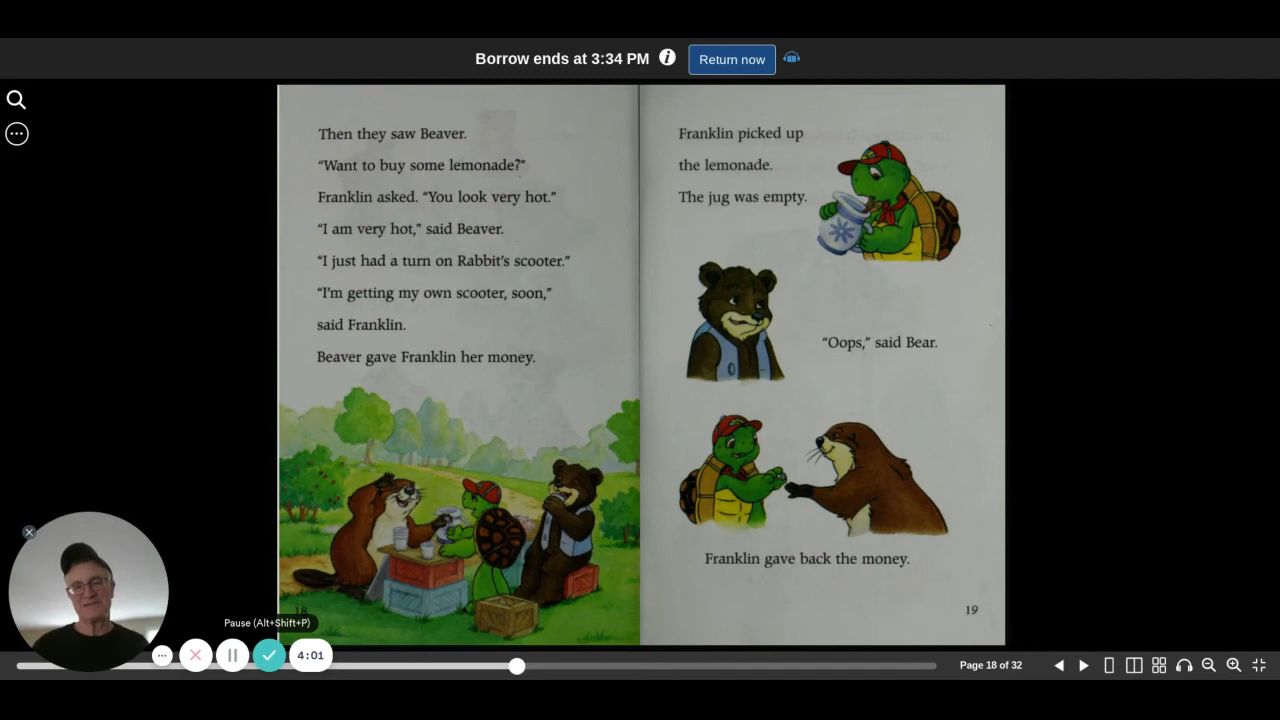 Borrow ends at 3:34 PM
Return now
Then they saw Beaver.
“Want to buy some lemonade?”
Franklin asked. “You look very hot.”
“I am very hot,” said Beaver.
“I just had a turn on Rabbit’s scooter.”
“I’m getting my own scooter, soon,”
said Franklin.
Beaver gave Franklin her money.
18
Franklin picked up
the lemonade.
The jug was empty.
“Oops,” said Bear.
Franklin gave back the money.
19
Pause (Alt+Shift+P)
4:01
Page 18 of 32